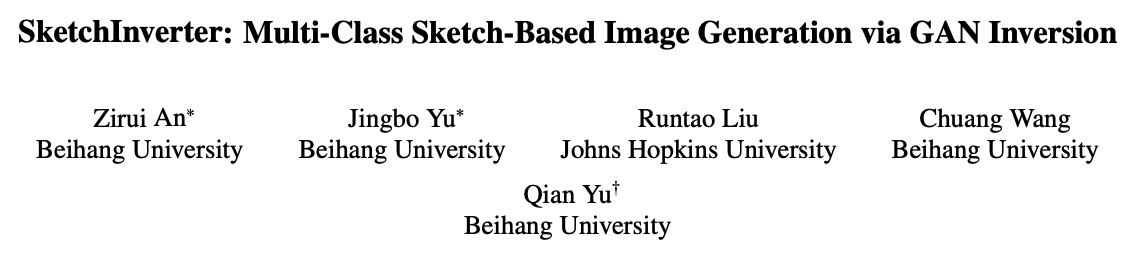 SketchInverter: Multi-Class Sketch-Based Image Generation via GAN Inversion
Zirui An* Jingbo Yu* Runtao Liu Chuang Wang
Beihang University Beihang University Johns Hopkins University Beihang University
Qian Yu†
Beihang University